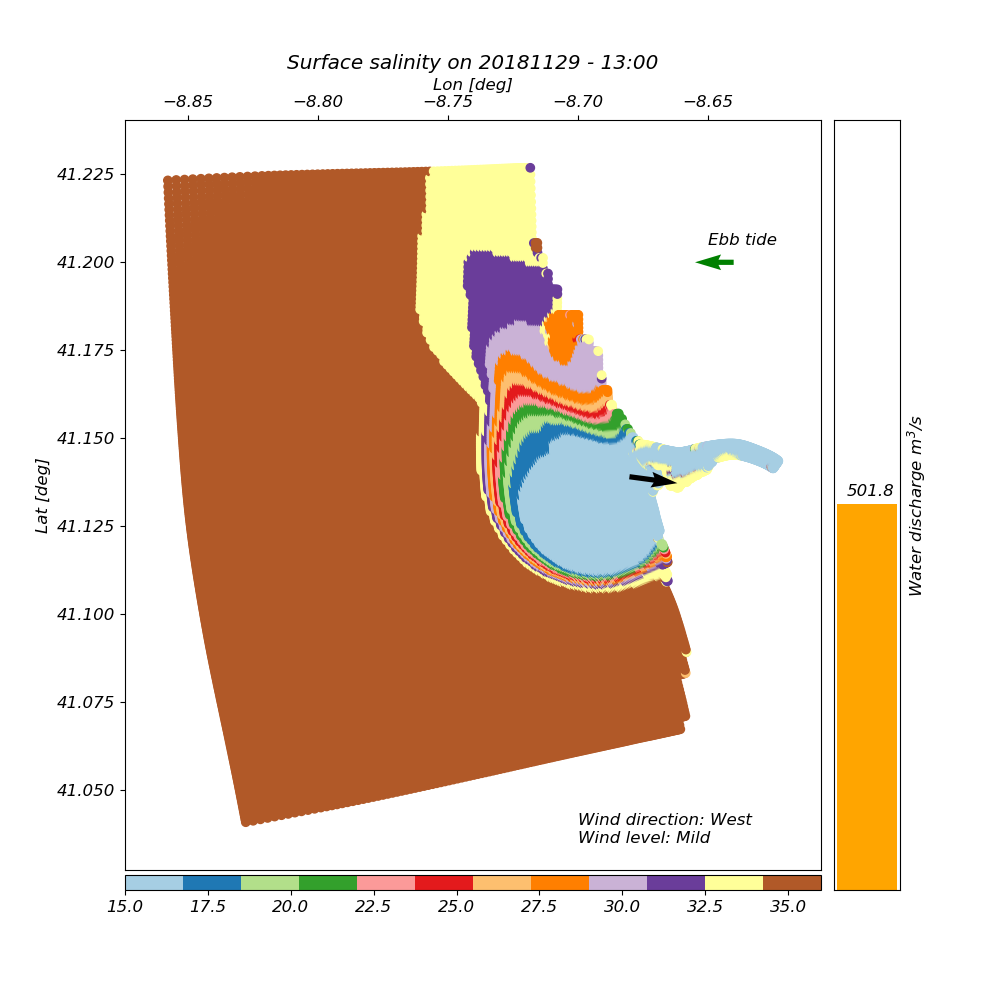 Surface salinity on 20181129 - 13:00
Lon [deg]
−8.85 −8.80 −8.75 −8.70 −8.65
41.225
41.200
41.175
41.150
41.125
41.100
41.075
41.050
Lat [deg]
Ebb tide
Wind direction: West
Wind level: Mild
501.8
Water discharge m³/s
15.0 17.5 20.0 22.5 25.0 27.5 30.0 32.5 35.0